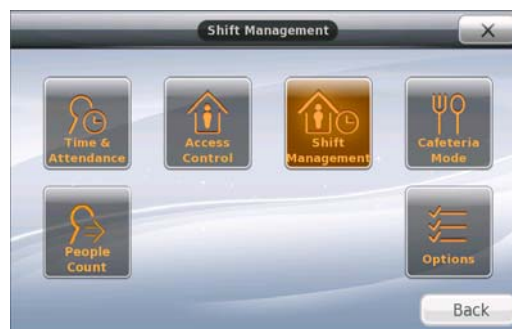 Shift Management
X
Time &
Attendance
Access
Control
Shift
Management
Cafeteria
Mode
People
Count
Options
Back